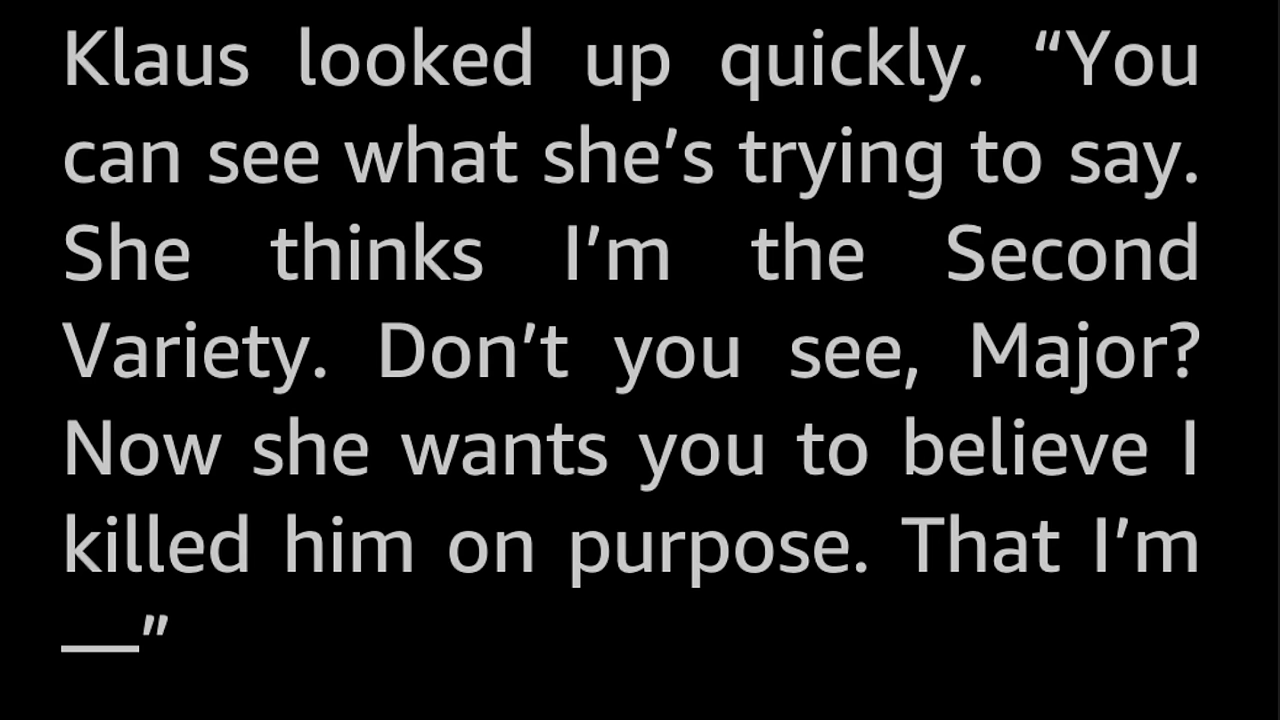 Klaus looked up quickly. “You
can see what she’s trying to say.
She thinks I’m the Second
Variety. Don’t you see, Major?
Now she wants you to believe I
killed him on purpose. That I’m
—”